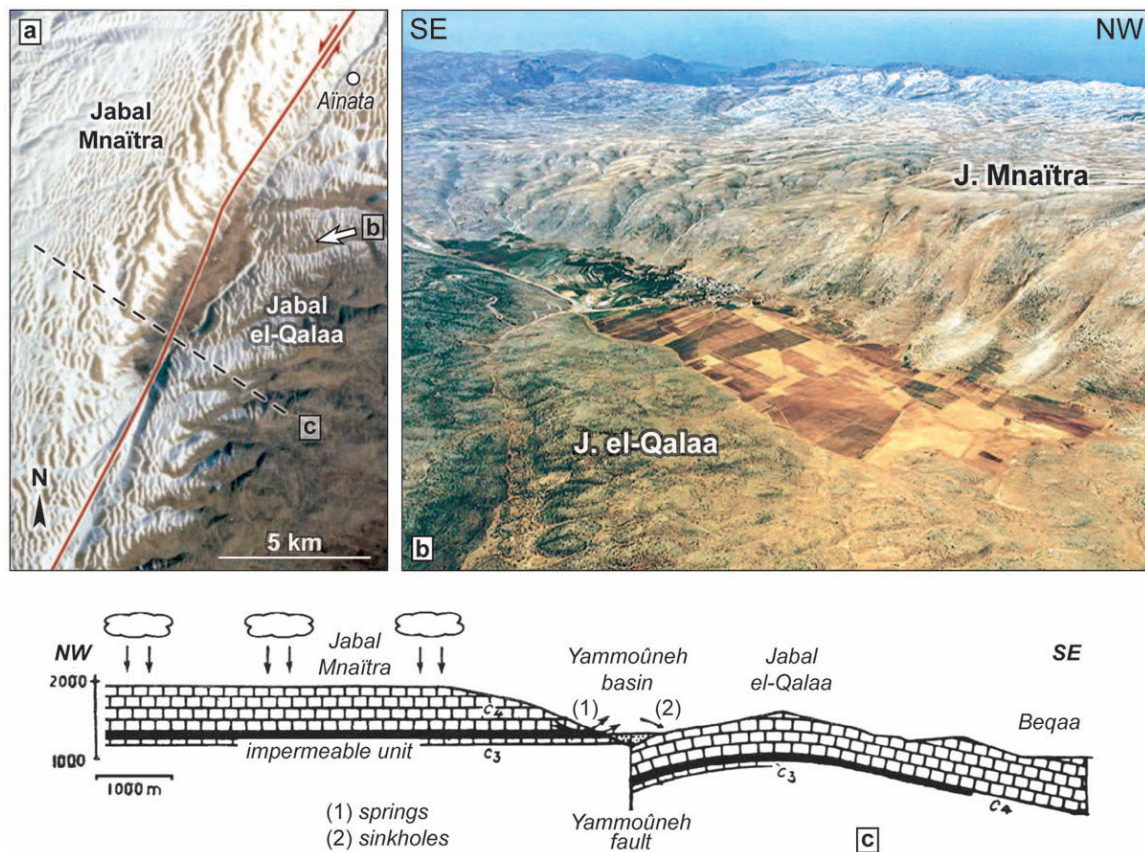 a
Jabal
Mnaïtra
Aïnata
b
Jabal
el-Qalaa
c
N
5 km
SE
NW
J. Mnaïtra
J. el-Qalaa
b
NW
Jabal
Mnaïtra
Yammoûneh
basin
Jabal
el-Qalaa
SE
2000
C4
(1)
(2)
Beqaa
impermeable unit
1000
C3
C3
1000 m
C4
(1) springs
(2) sinkholes
Yammoûneh
fault
c